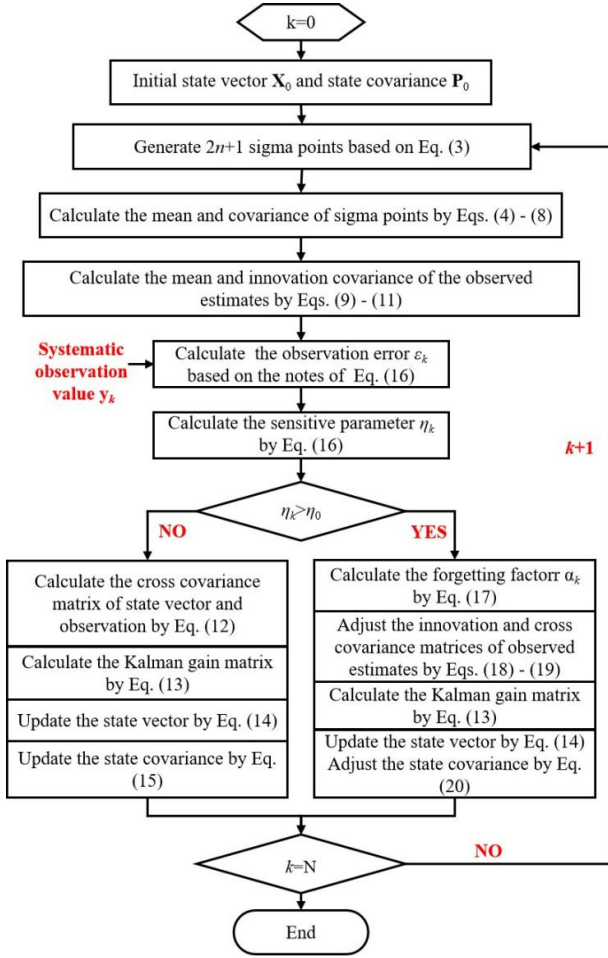 k=0
Initial state vector X₀ and state covariance P₀
Generate 2n+1 sigma points based on Eq. (3)
Calculate the mean and covariance of sigma points by Eqs. (4) - (8)
Calculate the mean and innovation covariance of the observed
estimates by Eqs. (9) - (11)
Systematic
observation
value yₖ
Calculate the observation error εₖ
based on the notes of Eq. (16)
Calculate the sensitive parameter ηₖ
by Eq. (16)
k+1
ηₖ>η₀
NO
YES
Calculate the cross covariance
matrix of state vector and
observation by Eq. (12)
Calculate the Kalman gain matrix
by Eq. (13)
Update the state vector by Eq. (14)
Update the state covariance by Eq.
(15)
Calculate the forgetting factorr αₖ
by Eq. (17)
Adjust the innovation and cross
covariance matrices of observed
estimates by Eqs. (18) - (19)
Calculate the Kalman gain matrix
by Eq. (13)
Update the state vector by Eq. (14)
Adjust the state covariance by Eq.
(20)
k=N
NO
End